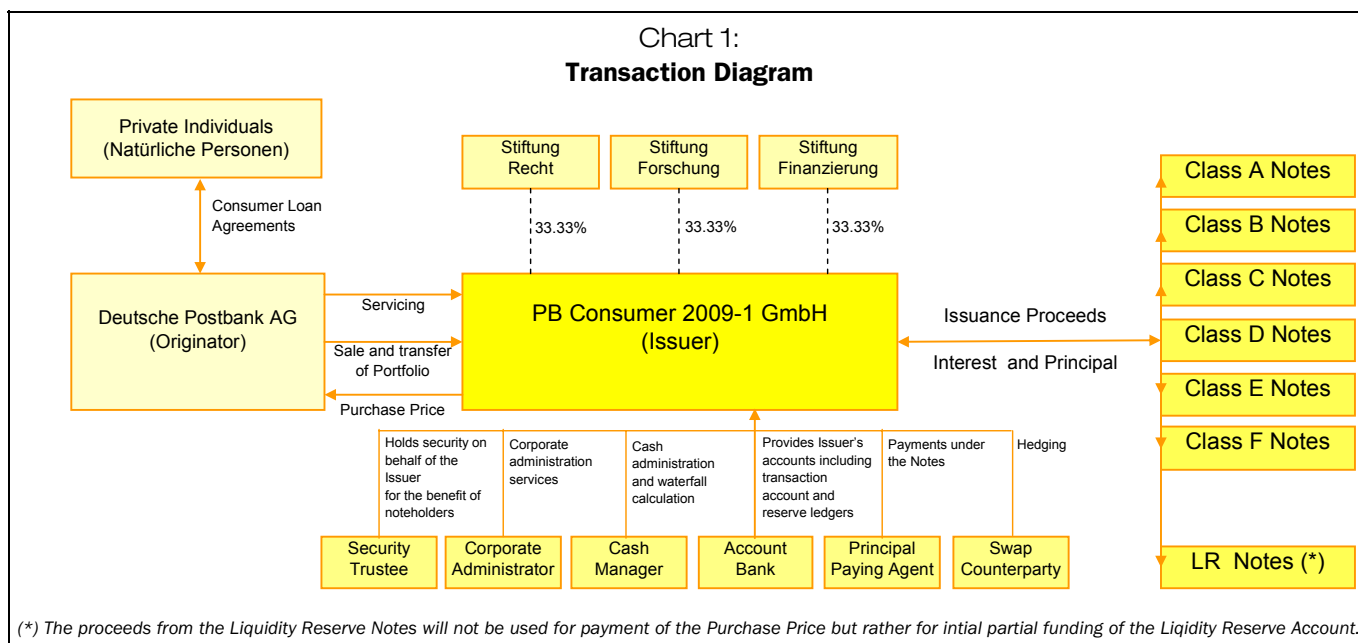 Chart 1:
Transaction Diagram
Private Individuals
(Natürliche Personen)
Consumer Loan
Agreements
Deutsche Postbank AG
(Originator)
Servicing
Sale and transfer
of Portfolio
Purchase Price
Stiftung
Recht
Stiftung
Forschung
Stiftung
Finanzierung
33.33%
33.33%
33.33%
PB Consumer 2009-1 GmbH
(Issuer)
Issuance Proceeds
Interest and Principal
Class A Notes
Class B Notes
Class C Notes
Class D Notes
Class E Notes
Class F Notes
LR Notes (*)
Holds security on
behalf of the
Issuer
for the benefit of
noteholders
Corporate
administration
services
Cash
administration
and waterfall
calculation
Provides Issuer's
accounts including
transaction
account and
reserve ledgers
Payments under
the Notes
Hedging
Security
Trustee
Corporate
Administrator
Cash
Manager
Account
Bank
Principal
Paying Agent
Swap
Counterparty
(*) The proceeds from the Liquidity Reserve Notes will not be used for payment of the Purchase Price but rather for intial partial funding of the Liqidity Reserve Account.